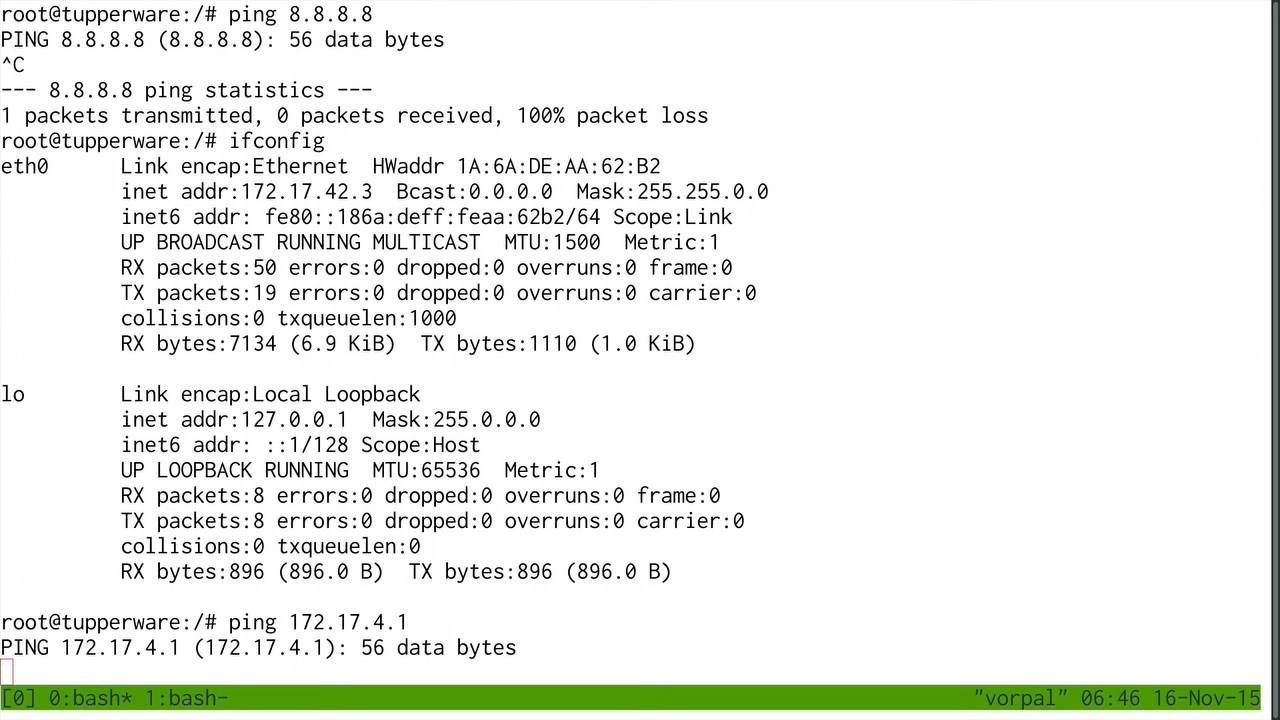 root@tupperware:/# ping 8.8.8.8
PING 8.8.8.8 (8.8.8.8): 56 data bytes
^C
--- 8.8.8.8 ping statistics ---
1 packets transmitted, 0 packets received, 100% packet loss
root@tupperware:/# ifconfig
eth0      Link encap:Ethernet  HWaddr 1A:6A:DE:AA:62:B2
          inet addr:172.17.42.3  Bcast:0.0.0.0  Mask:255.255.0.0
          inet6 addr: fe80::186a:deff:feaa:62b2/64 Scope:Link
          UP BROADCAST RUNNING MULTICAST  MTU:1500  Metric:1
          RX packets:50 errors:0 dropped:0 overruns:0 frame:0
          TX packets:19 errors:0 dropped:0 overruns:0 carrier:0
          collisions:0 txqueuelen:1000
          RX bytes:7134 (6.9 KiB)  TX bytes:1110 (1.0 KiB)

lo        Link encap:Local Loopback
          inet addr:127.0.0.1  Mask:255.0.0.0
          inet6 addr: ::1/128 Scope:Host
          UP LOOPBACK RUNNING  MTU:65536  Metric:1
          RX packets:8 errors:0 dropped:0 overruns:0 frame:0
          TX packets:8 errors:0 dropped:0 overruns:0 carrier:0
          collisions:0 txqueuelen:0
          RX bytes:896 (896.0 B)  TX bytes:896 (896.0 B)

root@tupperware:/# ping 172.17.4.1
PING 172.17.4.1 (172.17.4.1): 56 data bytes
[0] 0:bash* 1:bash- "vorpal" 06:46 16-Nov-15